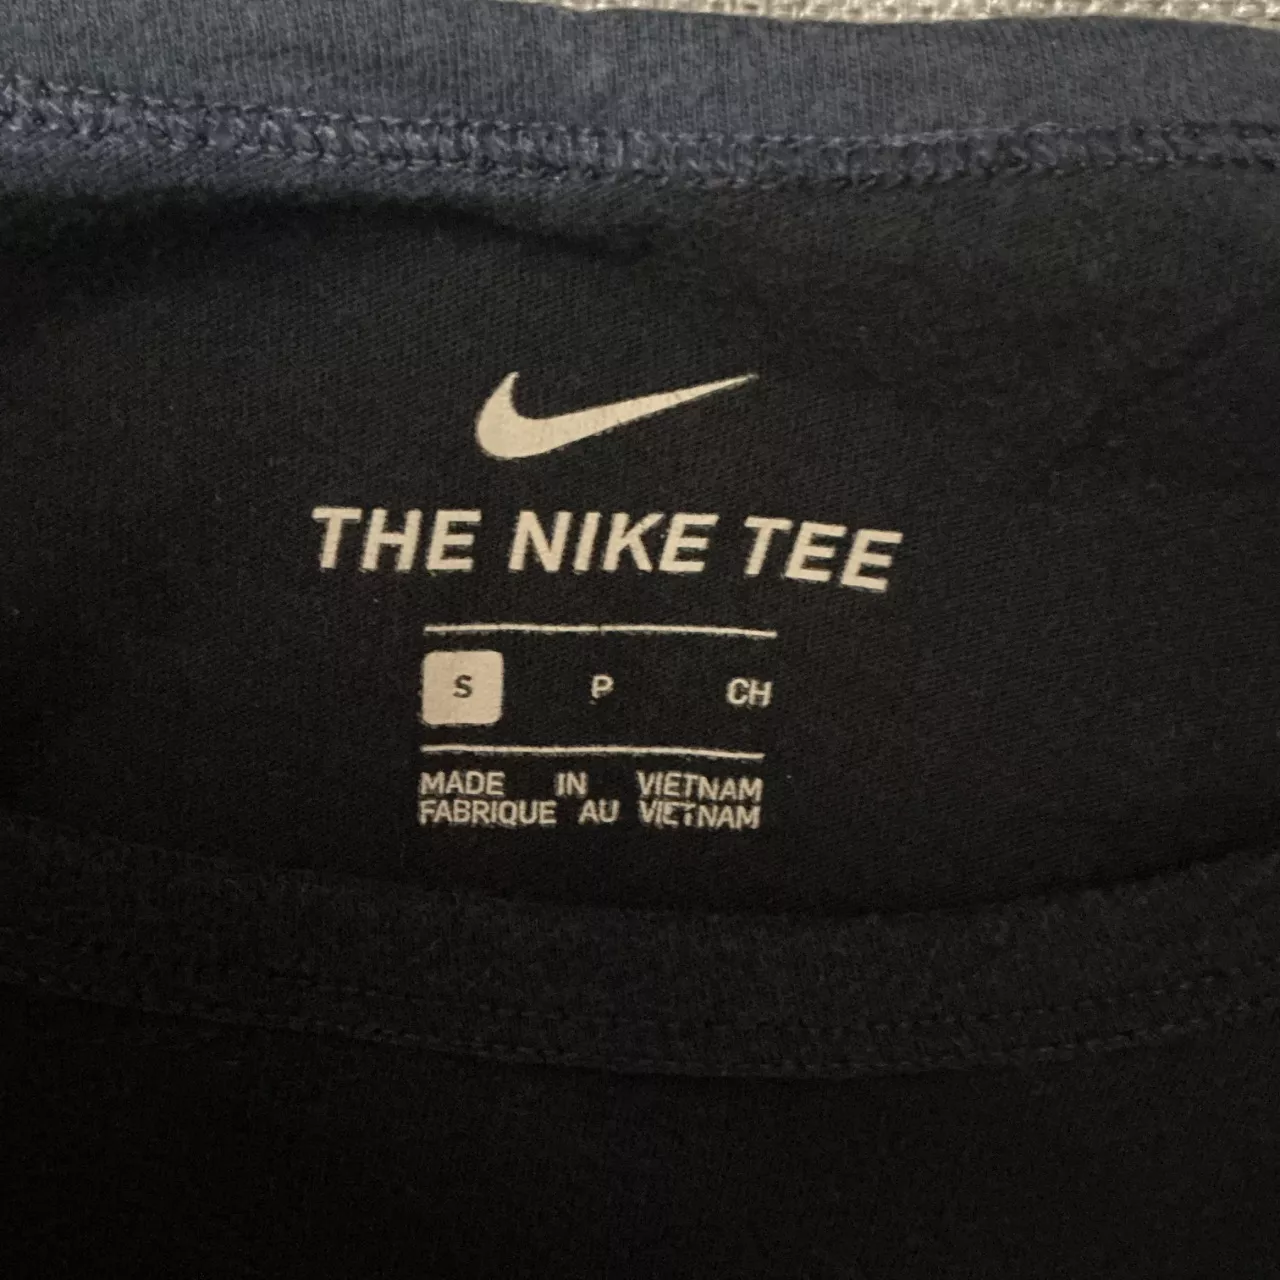 THE NIKE TEE
S P CH
MADE IN VIETNAM
FABRIQUE AU VIETNAM